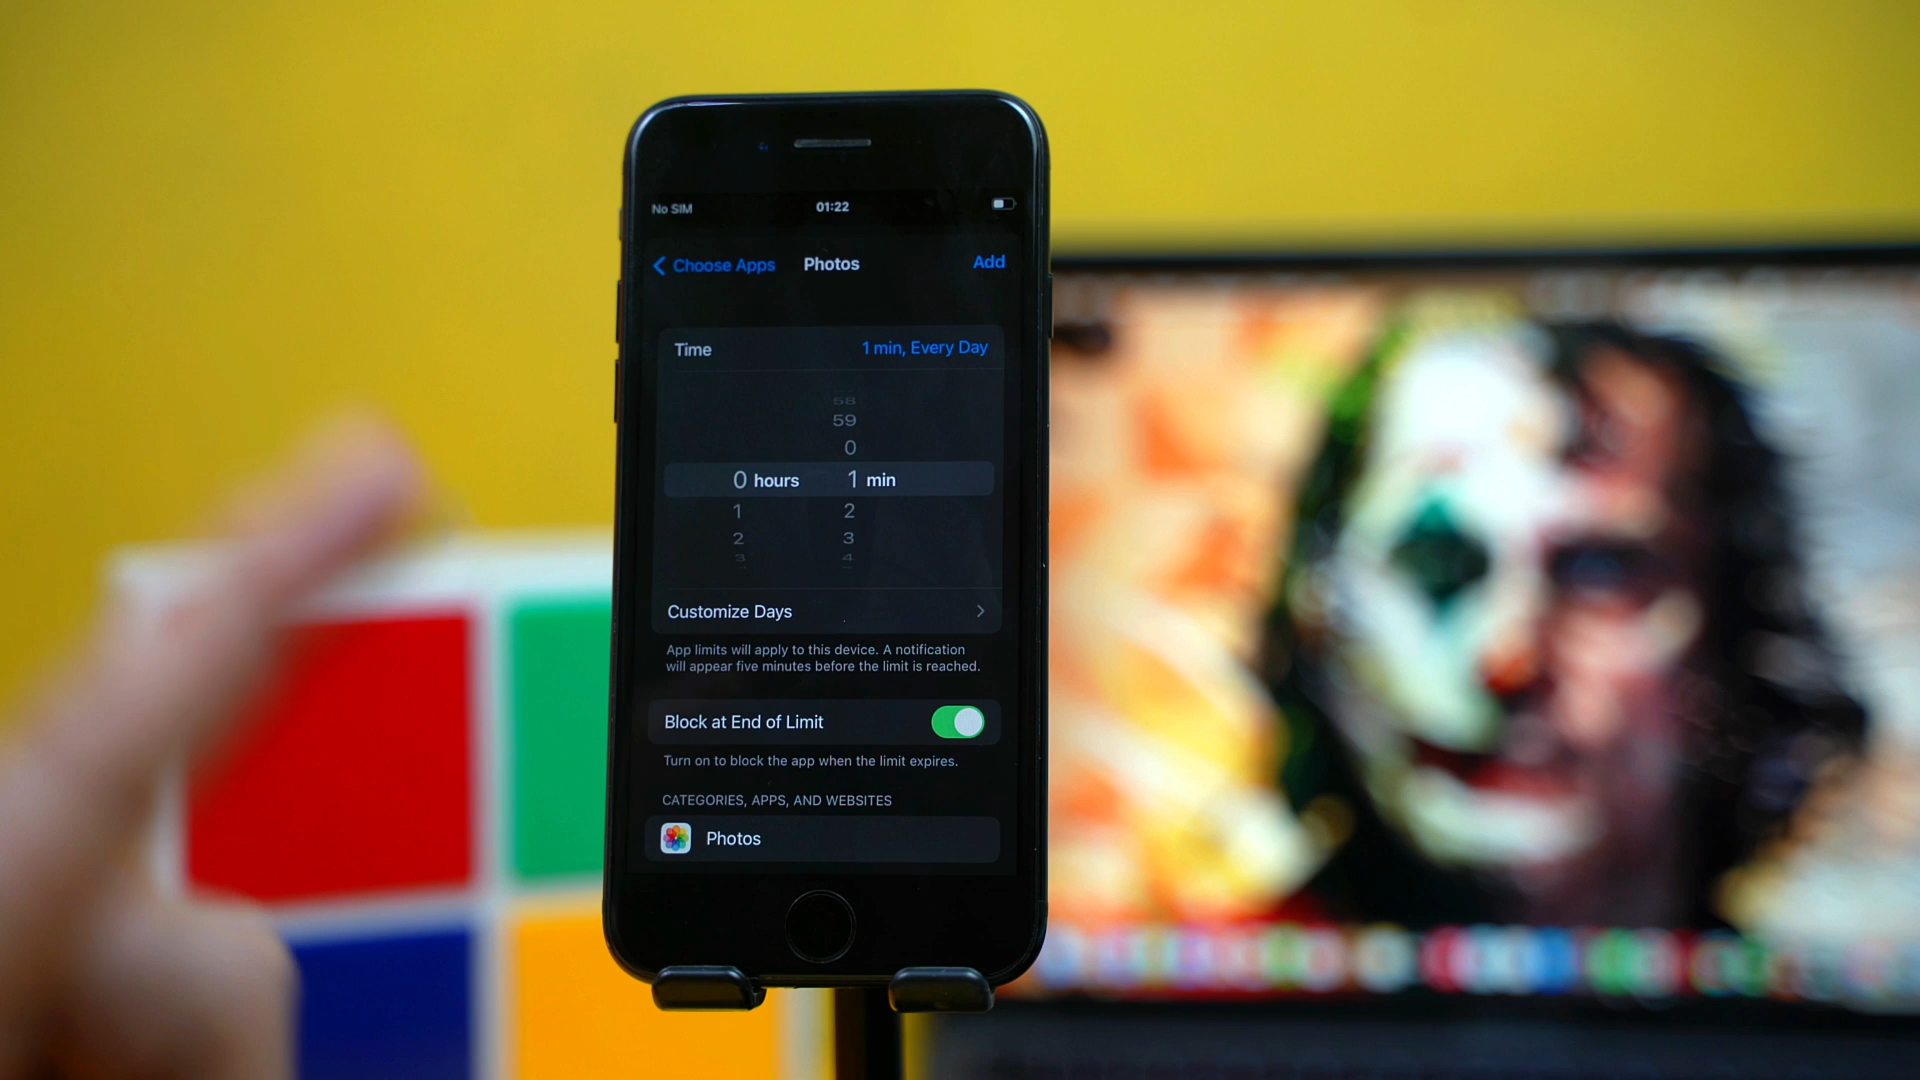 No SIM 01:22
Choose Apps Photos Add
Time 1 min, Every Day
58
59
0
0 hours 1 min
1 2
2 3
3 4
Customize Days
App limits will apply to this device. A notification
will appear five minutes before the limit is reached.
Block at End of Limit
Turn on to block the app when the limit expires.
CATEGORIES, APPS, AND WEBSITES
Photos